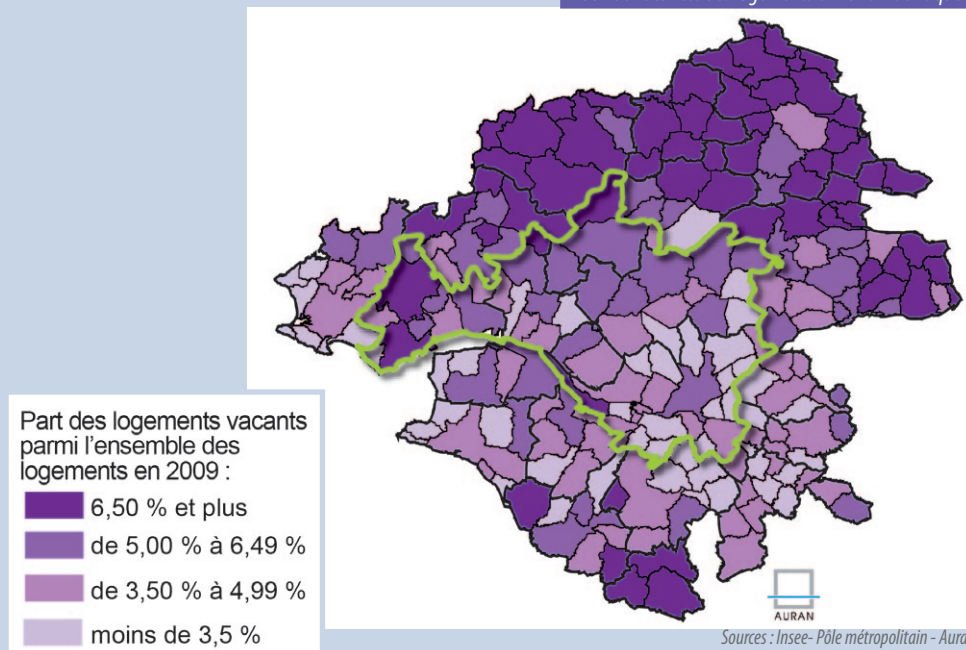 Part des logements vacants
parmi l'ensemble des
logements en 2009 :
6,50 % et plus
de 5,00 % à 6,49 %
de 3,50 % à 4,99 %
moins de 3,5 %
AURAN
Sources : Insee- Pôle métropolitain - Aura